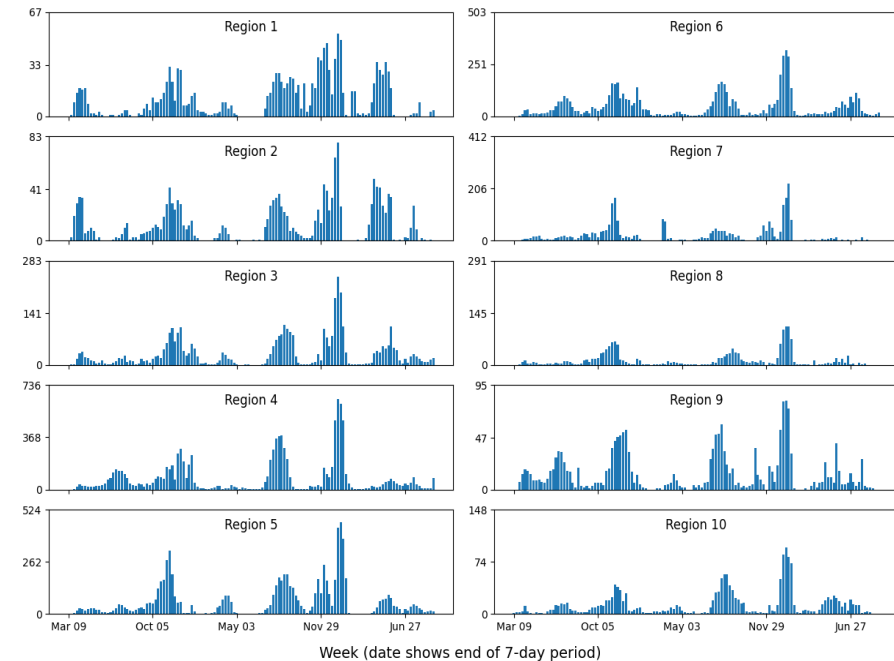 67
Region 1
33
0
503
Region 6
251
0
83
Region 2
41
0
412
Region 7
206
0
283
Region 3
141
0
291
Region 8
145
0
736
Region 4
368
0
95
Region 9
47
0
524
Region 5
262
0
Mar 09 Oct 05 May 03 Nov 29 Jun 27
148
Region 10
74
0
Mar 09 Oct 05 May 03 Nov 29 Jun 27
Week (date shows end of 7-day period)